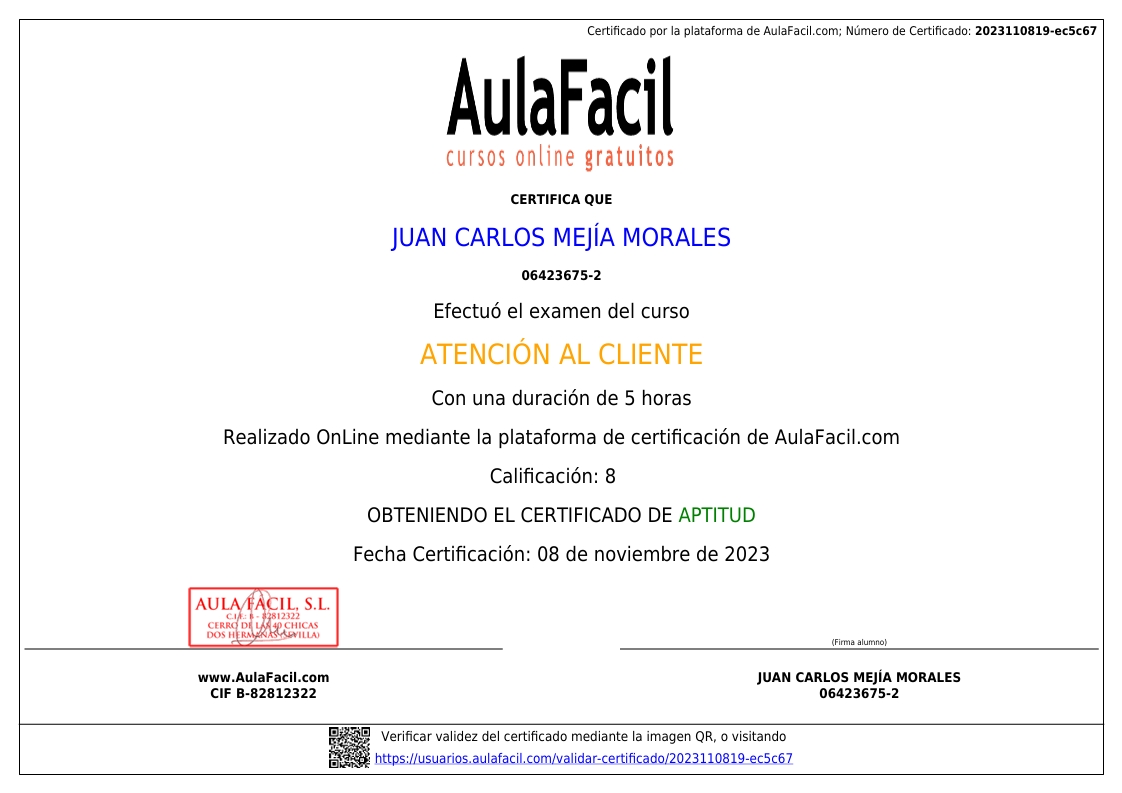 Certificado por la plataforma de AulaFacil.com; Número de Certificado: 2023110819-ec5c67
AulaFacil
cursos online gratuitos
CERTIFICA QUE
JUAN CARLOS MEJÍA MORALES
06423675-2
Efectuó el examen del curso
ATENCIÓN AL CLIENTE
Con una duración de 5 horas
Realizado OnLine mediante la plataforma de certificación de AulaFacil.com
Calificación: 8
OBTENIENDO EL CERTIFICADO DE APTITUD
Fecha Certificación: 08 de noviembre de 2023
AULA FACIL, S.L.
C.I.F.: B - 82812322
CERRO DE LAS 40 CHICAS
DOS HERMANAS (SEVILLA)
(Firma alumno)
www.AulaFacil.com
CIF B-82812322
JUAN CARLOS MEJÍA MORALES
06423675-2
Verificar validez del certificado mediante la imagen QR, o visitando
https://usuarios.aulafacil.com/validar-certificado/2023110819-ec5c67